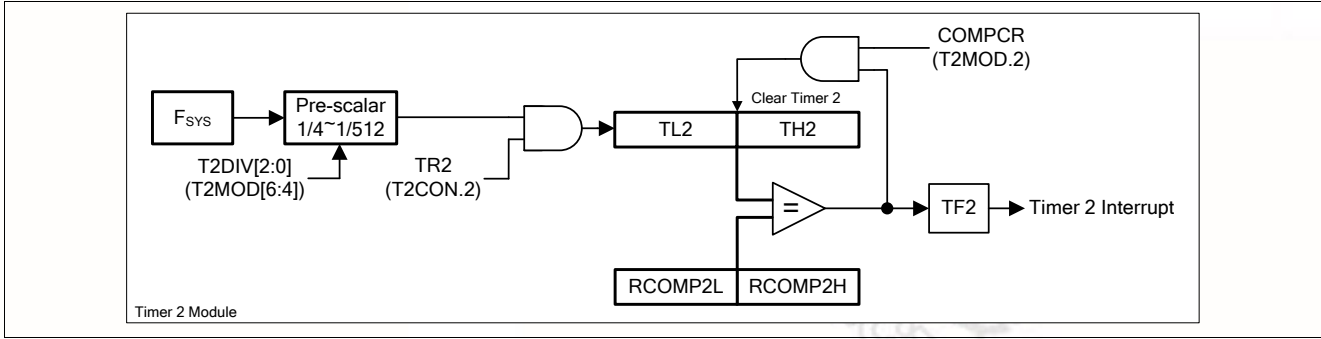 COMPCR
(T2MOD.2)
Clear Timer 2
FSYS
Pre-scalar
1/4~1/512
TL2
TH2
T2DIV[2:0]
(T2MOD[6:4])
TR2
(T2CON.2)
=
TF2
Timer 2 Interrupt
RCOMP2L
RCOMP2H
Timer 2 Module